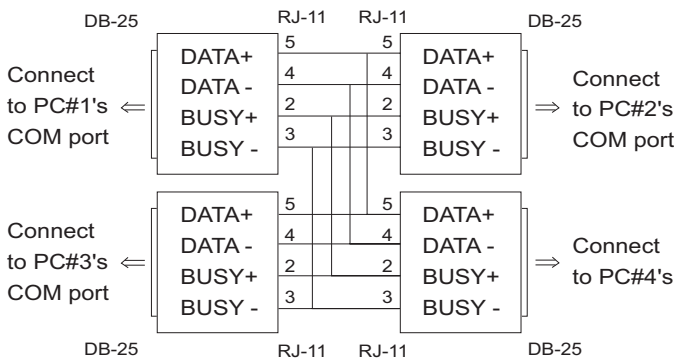 DB-25 RJ-11 RJ-11 DB-25
Connect
to PC#1's
COM port
DATA+
DATA -
BUSY+
BUSY -
5
4
2
3
5
4
2
3
DATA+
DATA -
BUSY+
BUSY -
Connect
to PC#2's
COM port
Connect
to PC#3's
COM port
DATA+
DATA -
BUSY+
BUSY -
5
4
2
3
5
4
2
3
DATA+
DATA -
BUSY+
BUSY -
Connect
to PC#4's
DB-25 RJ-11 RJ-11 DB-25